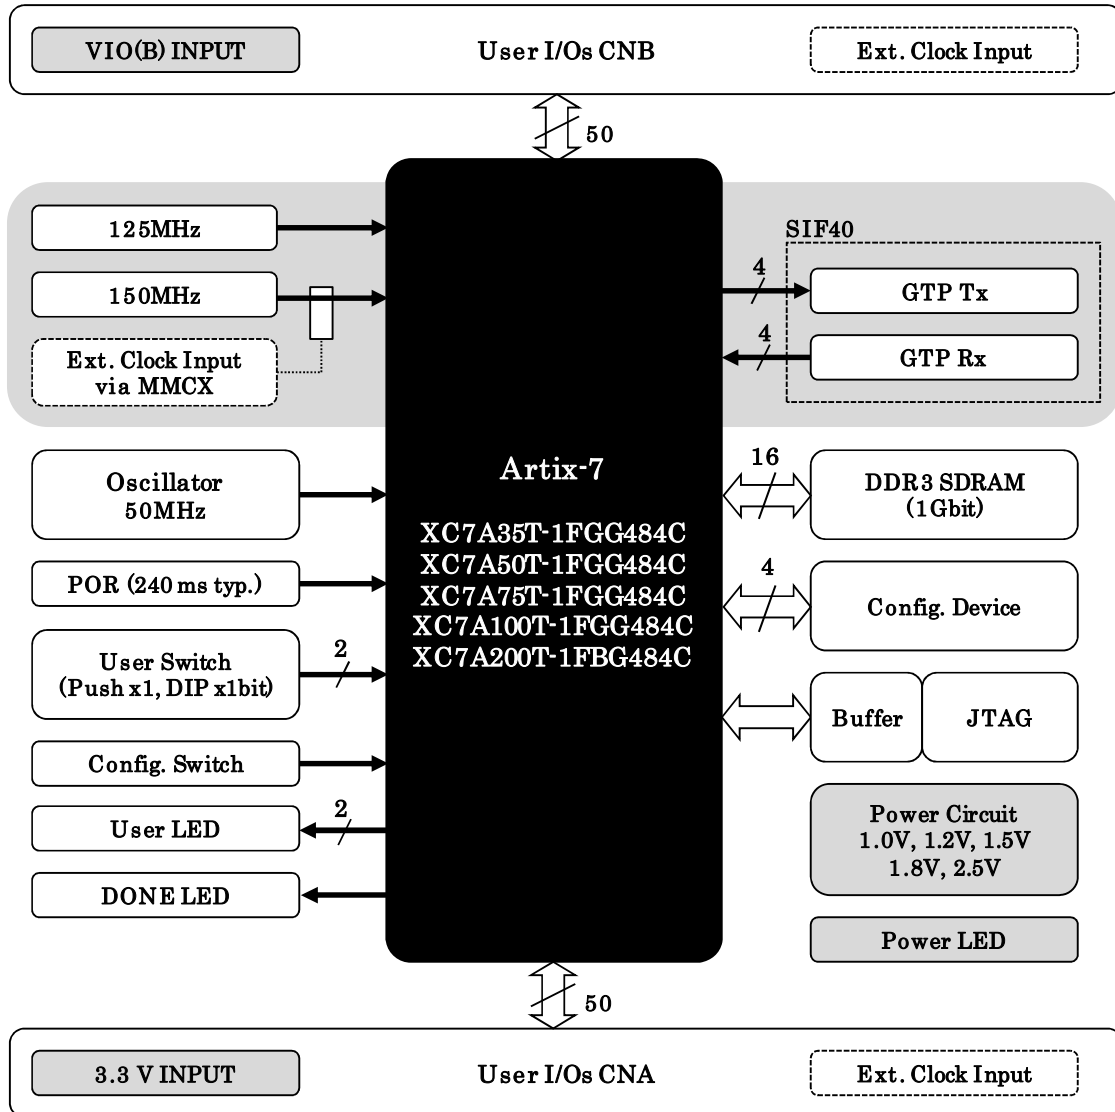 VIO(B) INPUT
User I/Os CNB
Ext. Clock Input
50
125MHz
150MHz
Ext. Clock Input
via MMCX
SIF40
4
GTP Tx
4
GTP Rx
Oscillator
50MHz
POR (240 ms typ.)
User Switch
(Push x1, DIP x1bit)
2
Config. Switch
User LED
2
DONE LED
Artix-7
XC7A35T-1FGG484C
XC7A50T-1FGG484C
XC7A75T-1FGG484C
XC7A100T-1FGG484C
XC7A200T-1FBG484C
16
DDR3 SDRAM
(1Gbit)
4
Config. Device
Buffer
JTAG
Power Circuit
1.0V, 1.2V, 1.5V
1.8V, 2.5V
Power LED
50
3.3 V INPUT
User I/Os CNA
Ext. Clock Input